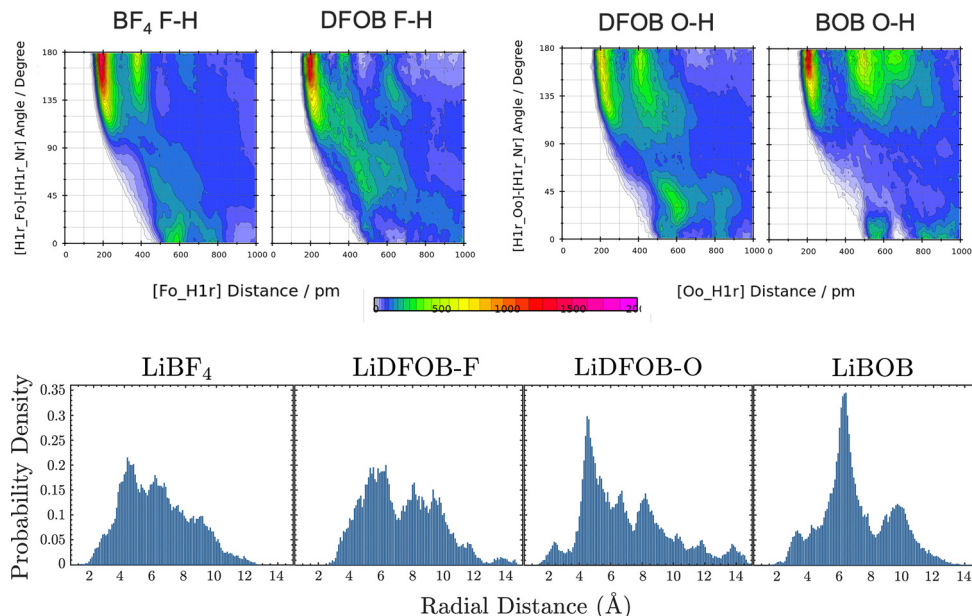 BF₄ F-H DFOB F-H DFOB O-H BOB O-H
[H1r_Fo]-[H1r_Nr] Angle / Degree
180
135
90
45
0
0 200 400 600 800 1000
0 200 400 600 800 1000
[H1r_Oo]-[H1r_Nr] Angle / Degree
180
135
90
45
0
0 200 400 600 800 1000
0 200 400 600 800 1000
[Fo_H1r] Distance / pm
[Oo_H1r] Distance / pm
0 500 1000 1500 200
LiBF₄ LiDFOB-F LiDFOB-O LiBOB
Probability Density
0.35
0.3
0.25
0.2
0.15
0.1
0.05
0
2 4 6 8 10 12 14
2 4 6 8 10 12 14
2 4 6 8 10 12 14
2 4 6 8 10 12 14
Radial Distance (Å)